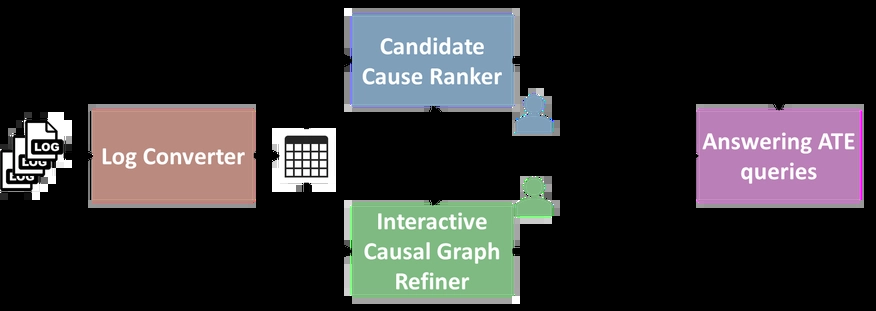 LOG
LOG
LOG
Log Converter
Candidate
Cause Ranker
Interactive
Causal Graph
Refiner
Answering ATE
queries